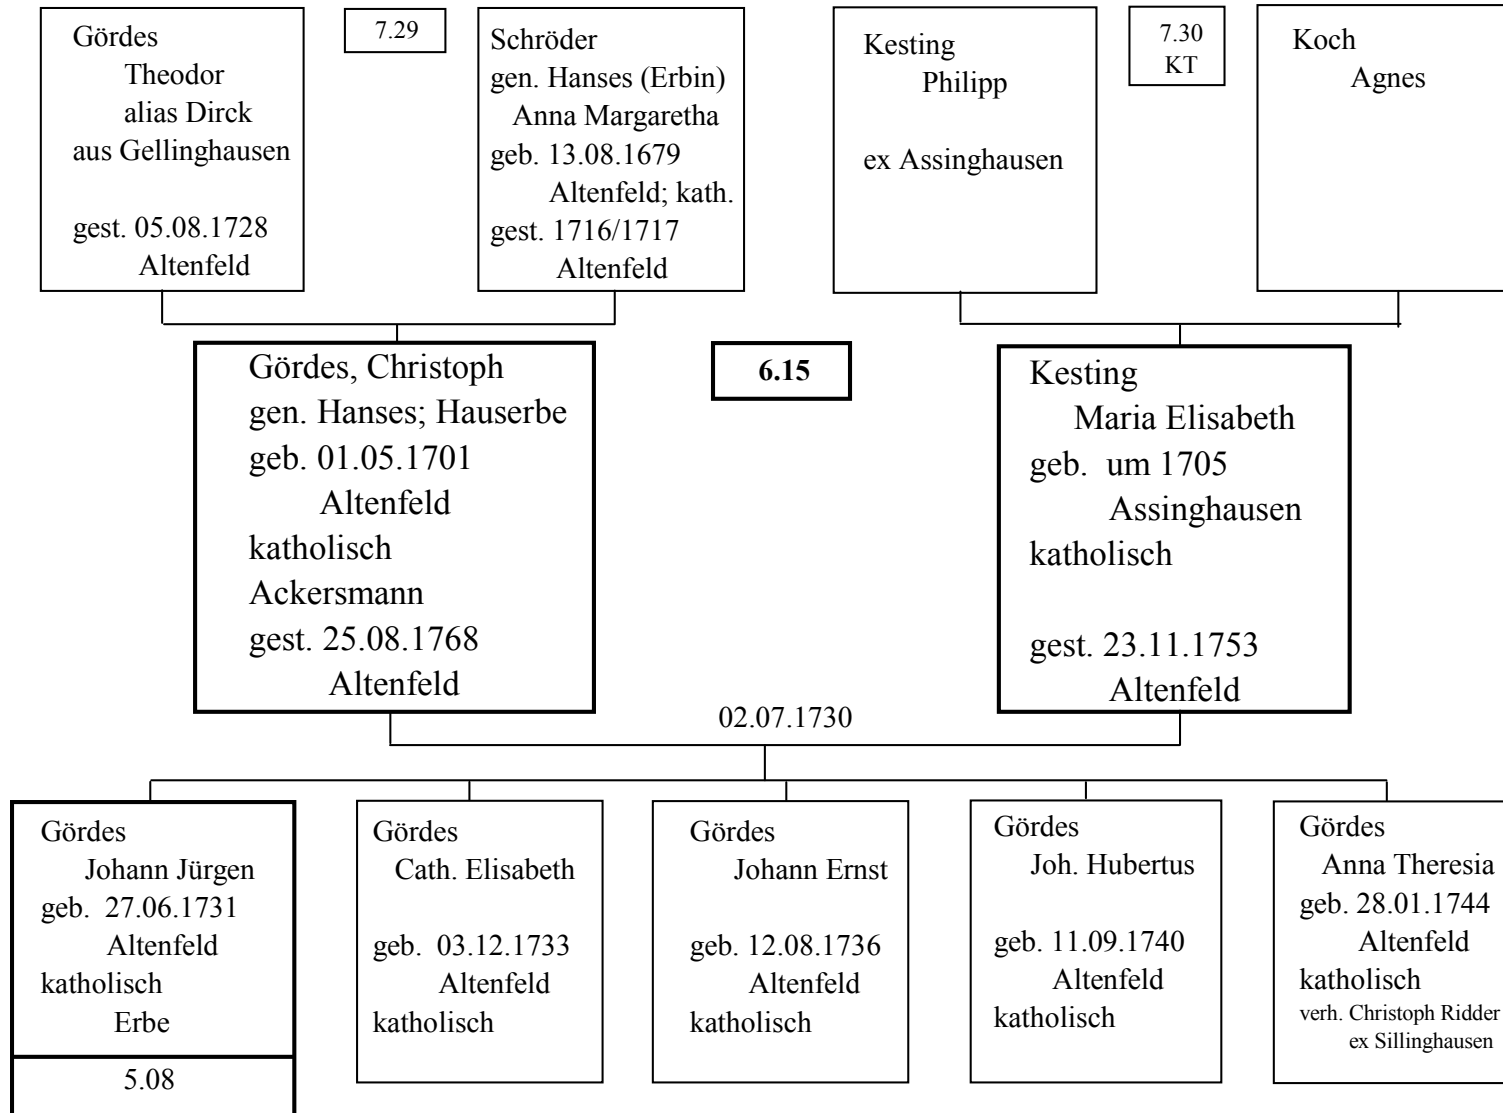 Gördes
Theodor
alias Dirck
aus Gellinghausen
gest. 05.08.1728
Altenfeld
7.29
Schröder
gen. Hanses (Erbin)
Anna Margaretha
geb. 13.08.1679
Altenfeld; kath.
gest. 1716/1717
Altenfeld
Kesting
Philipp
ex Assinghausen
7.30
KT
Koch
Agnes
Gördes, Christoph
gen. Hanses; Hauserbe
geb. 01.05.1701
Altenfeld
katholisch
Ackersmann
gest. 25.08.1768
Altenfeld
6.15
Kesting
Maria Elisabeth
geb. um 1705
Assinghausen
katholisch
gest. 23.11.1753
Altenfeld
02.07.1730
Gördes
Johann Jürgen
geb. 27.06.1731
Altenfeld
katholisch
Erbe
5.08
Gördes
Cath. Elisabeth
geb. 03.12.1733
Altenfeld
katholisch
Gördes
Johann Ernst
geb. 12.08.1736
Altenfeld
katholisch
Gördes
Joh. Hubertus
geb. 11.09.1740
Altenfeld
katholisch
Gördes
Anna Theresia
geb. 28.01.1744
Altenfeld
katholisch
verh. Christoph Ridder
ex Sillinghausen